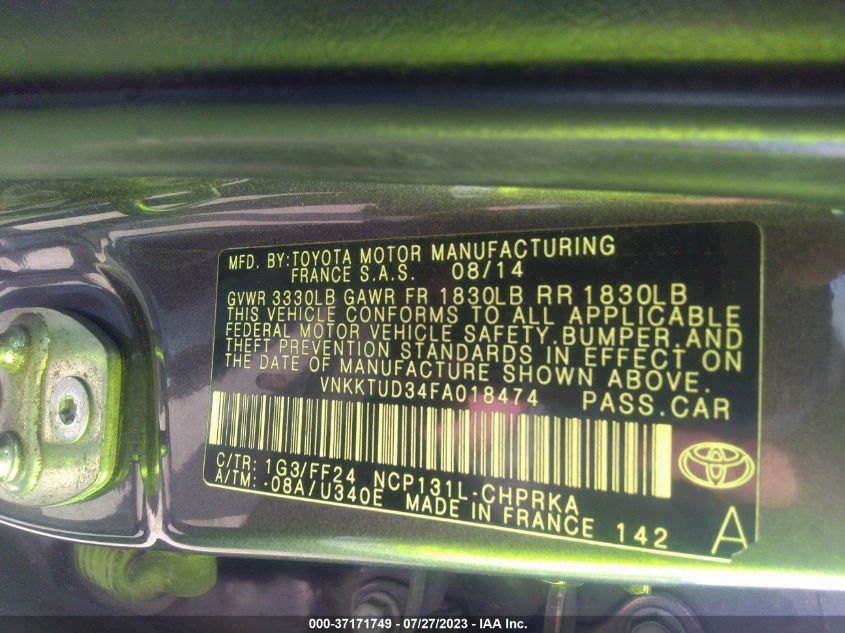 MFD. BY:TOYOTA MOTOR MANUFACTURING
FRANCE S.A.S. 08/14
GVWR 3330LB GAWR FR 1830LB RR 1830LB
THIS VEHICLE CONFORMS TO ALL APPLICABLE
FEDERAL MOTOR VEHICLE SAFETY,BUMPER,AND
THEFT PREVENTION STANDARDS IN EFFECT ON
THE DATE OF MANUFACTURE SHOWN ABOVE.
VNKKTUD34FA018474 PASS.CAR
C/TR: 1G3/FF24 NCP131L-CHPRKA
A/TM: -08A/U340E MADE IN FRANCE 142 A
000-37171749 / 07/27/2023 - IAA Inc.